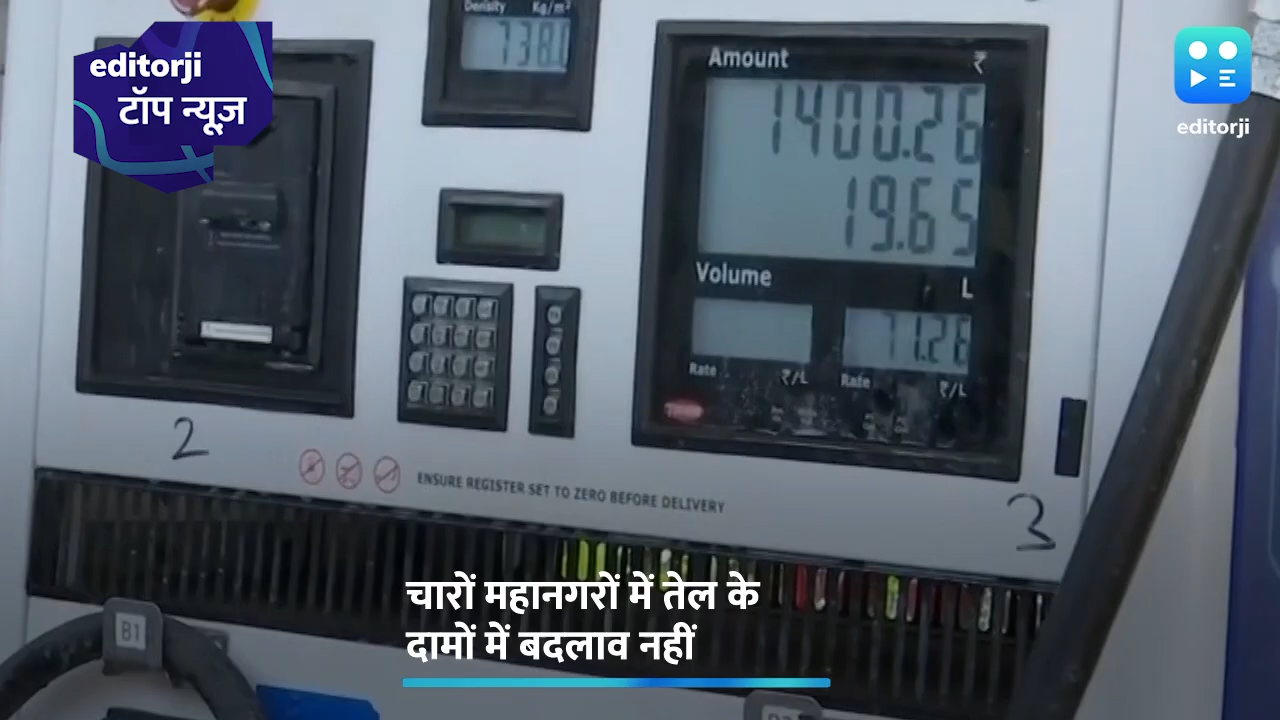 editorji
टॉप न्यूज़
Density Kg/m³
738.0
Amount ₹
1400.26
19.65
Volume L
71.26
Rate ₹/L Rate ₹/L
2
ENSURE REGISTER SET TO ZERO BEFORE DELIVERY
3
चारों महानगरों में तेल के
दामों में बदलाव नहीं
B1
editorji